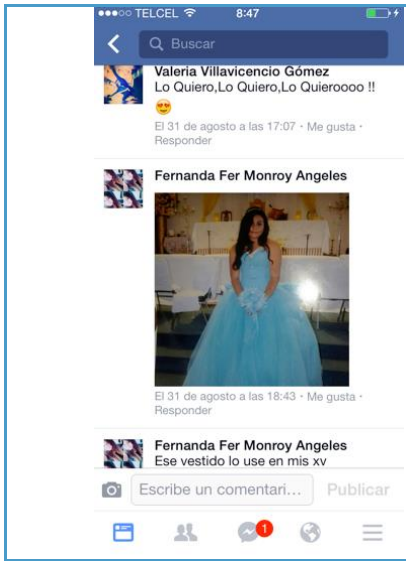 TELCEL 8:47
Buscar
Valeria Villavicencio Gómez
Lo Quiero,Lo Quiero,Lo Quieroooo !!
El 31 de agosto a las 17:07 · Me gusta ·
Responder
Fernanda Fer Monroy Angeles
El 31 de agosto a las 18:43 · Me gusta ·
Responder
Fernanda Fer Monroy Angeles
Ese vestido lo use en mis xv
Escribe un comentari... Publicar
1